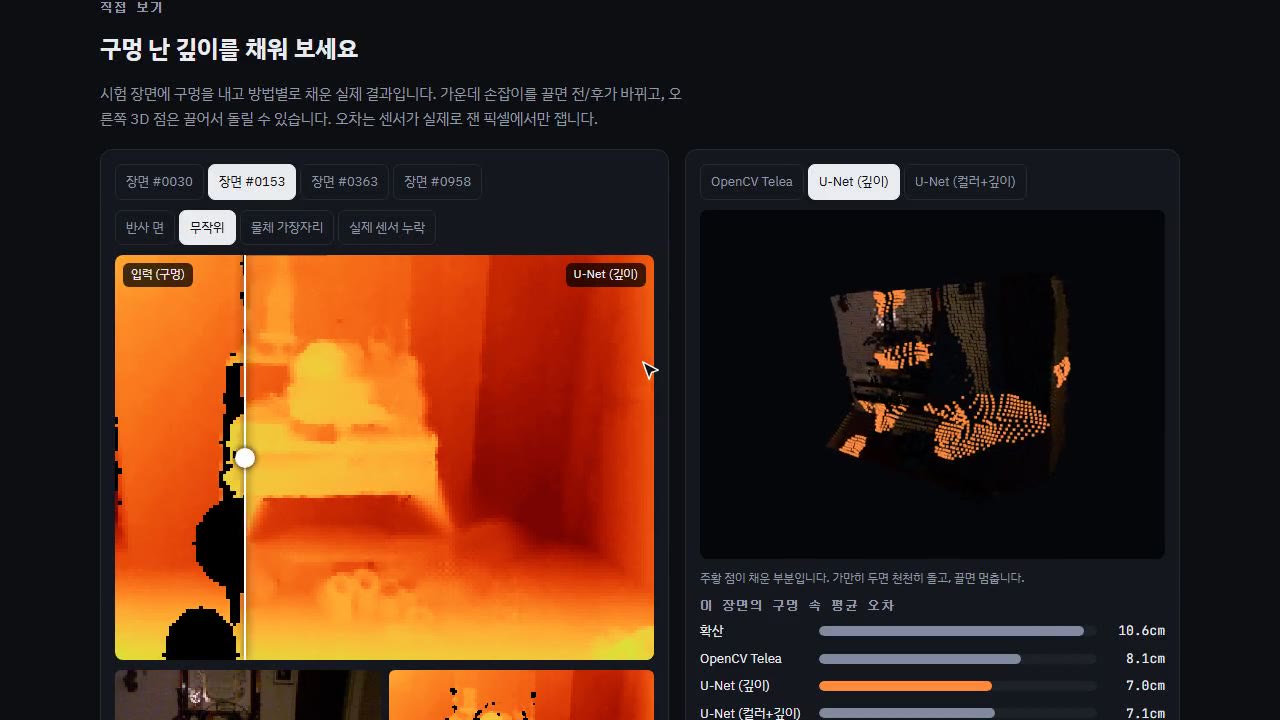 직접 보기
구멍 난 깊이를 채워 보세요
시험 장면에 구멍을 내고 방법별로 채운 실제 결과입니다. 가운데 손잡이를 끌면 전/후가 바뀌고, 오
른쪽 3D 점은 끌어서 돌릴 수 있습니다. 오차는 센서가 실제로 잰 픽셀에서만 잽니다.
장면 #0030 장면 #0153 장면 #0363 장면 #0958
반사 면 무작위 물체 가장자리 실제 센서 누락
입력 (구멍) U-Net (깊이)
OpenCV Telea U-Net (깊이) U-Net (컬러+깊이)
주황 점이 채운 부분입니다. 가만히 두면 천천히 돌고, 끌면 멈춥니다.
이 장면의 구멍 속 평균 오차
확산 10.6cm
OpenCV Telea 8.1cm
U-Net (깊이) 7.0cm
U-Net (컬러+깊이) 7.1cm